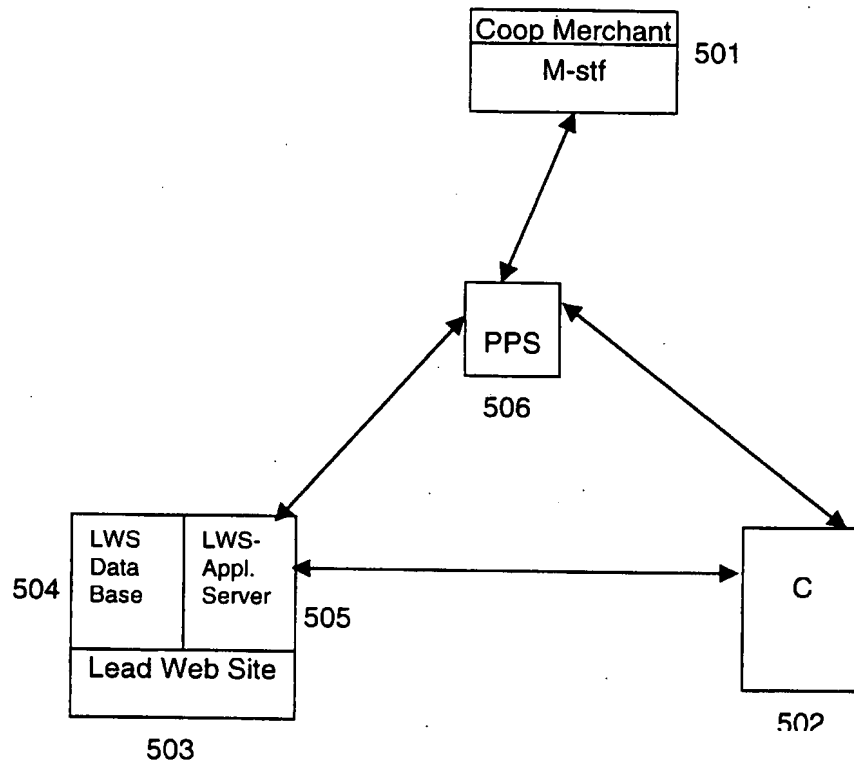 Coop Merchant
501
M-stf
PPS
506
LWS
Data
Base
LWS-
Appl.
Server
504
505
Lead Web Site
503
C
502